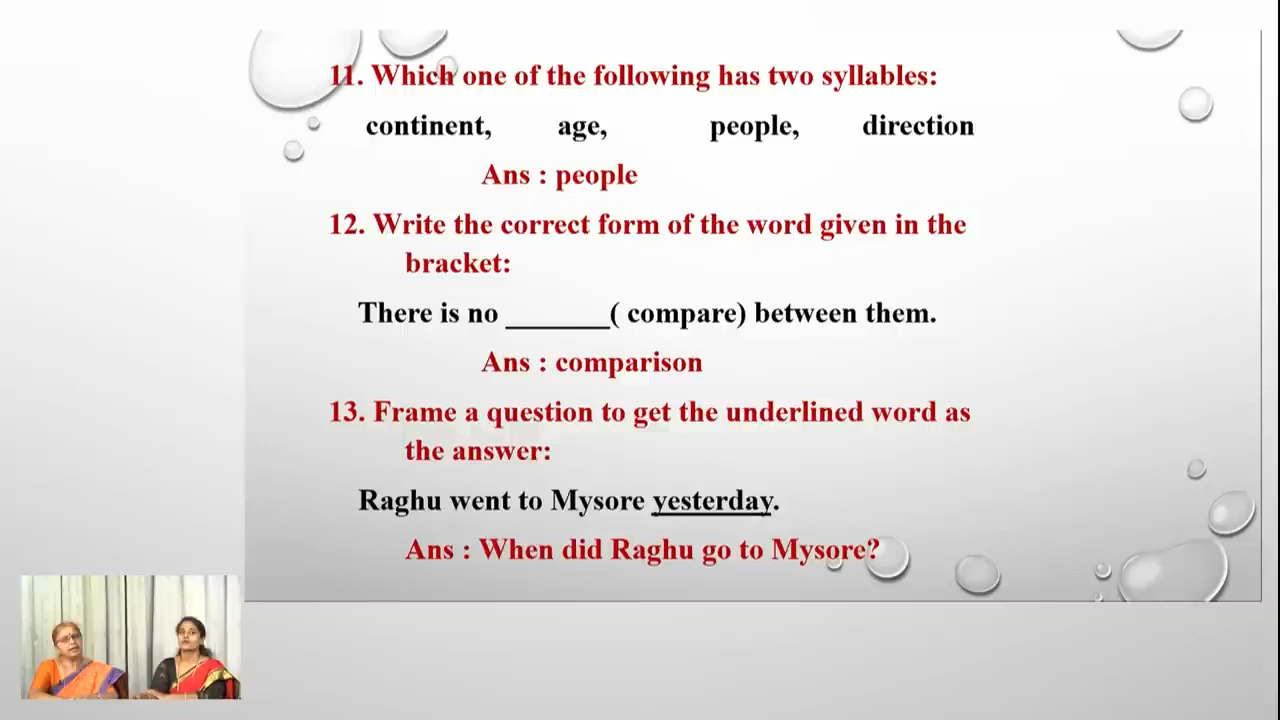 11. Which one of the following has two syllables:
continent, age, people, direction
Ans : people
12. Write the correct form of the word given in the
bracket:
There is no _______( compare) between them.
Ans : comparison
13. Frame a question to get the underlined word as
the answer:
Raghu went to Mysore yesterday.
Ans : When did Raghu go to Mysore?